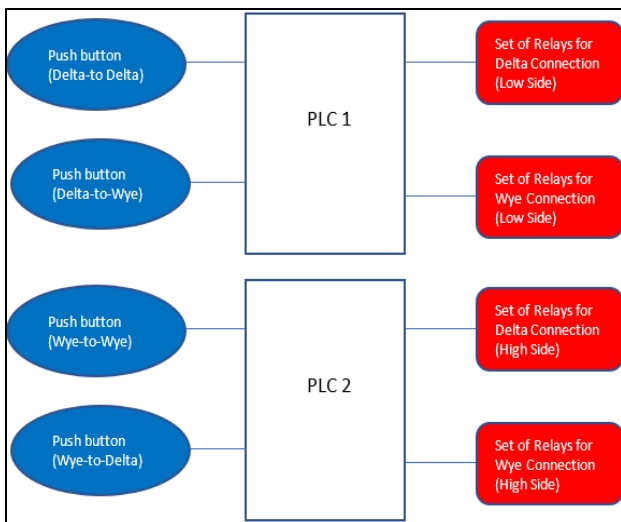 Push button
(Delta-to Delta)
PLC 1
Set of Relays for
Delta Connection
(Low Side)
Push button
(Delta-to-Wye)
Set of Relays for
Wye Connection
(Low Side)
Push button
(Wye-to-Wye)
PLC 2
Set of Relays for
Delta Connection
(High Side)
Push button
(Wye-to-Delta)
Set of Relays for
Wye Connection
(High Side)